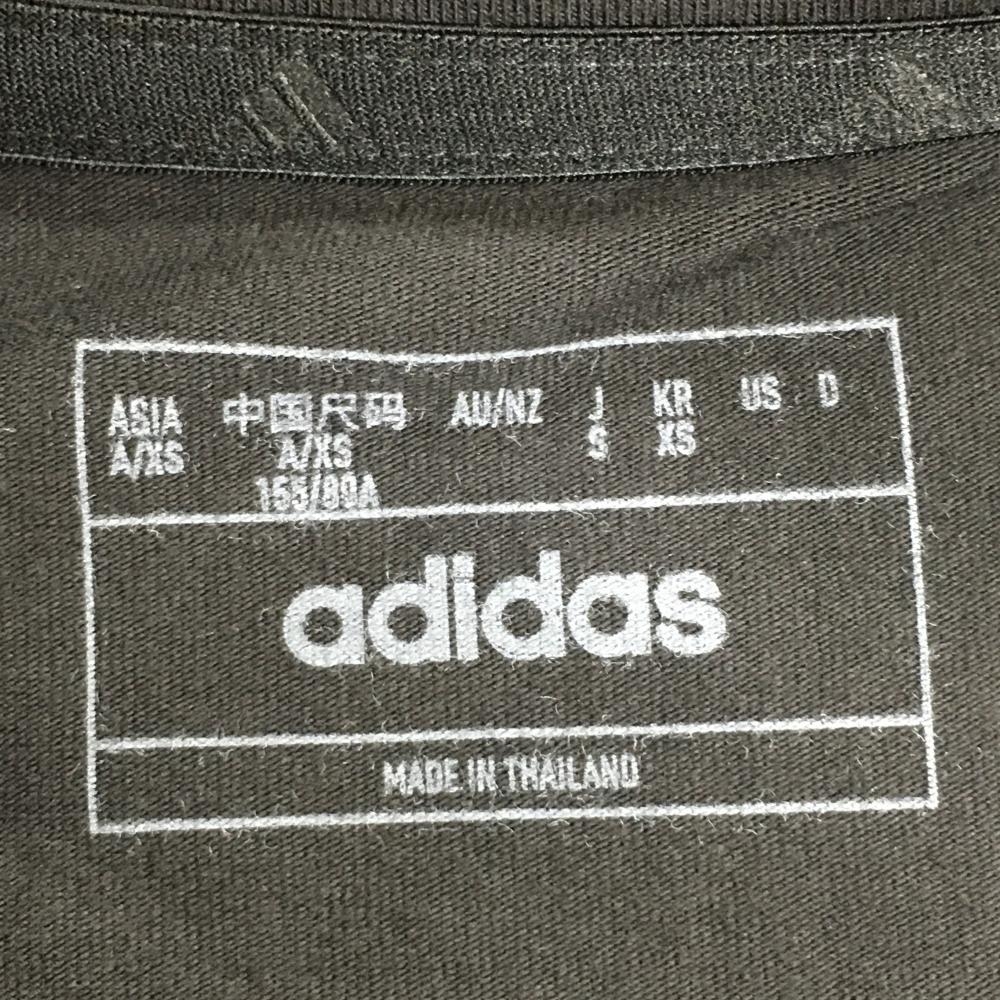 ASIA 中国尺码 AU/NZ J KR US D
A/XS A/XS S XS
155/80A
adidas
MADE IN THAILAND